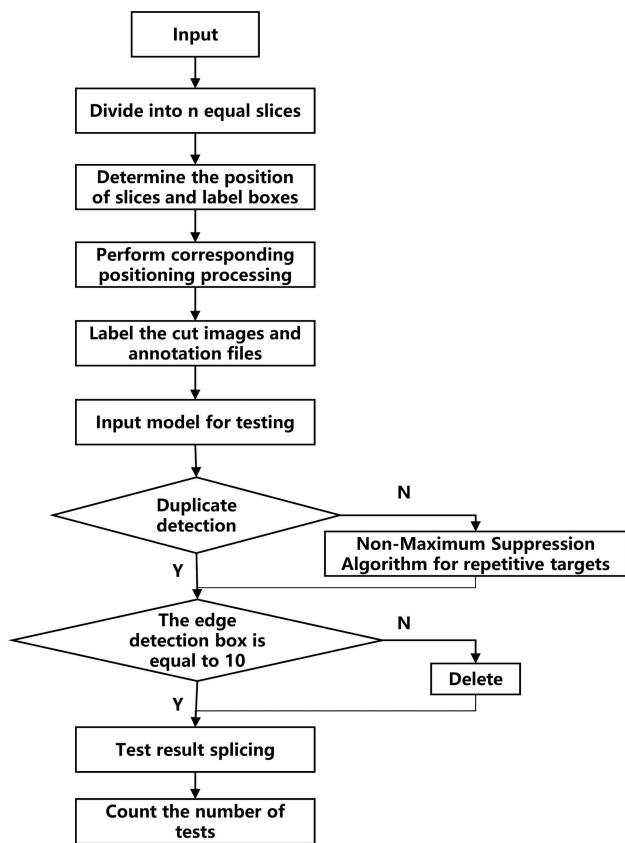 Input
Divide into n equal slices
Determine the position
of slices and label boxes
Perform corresponding
positioning processing
Label the cut images and
annotation files
Input model for testing
Duplicate
detection
N
Non-Maximum Suppression
Algorithm for repetitive targets
Y
The edge
detection box is
equal to 10
N
Delete
Y
Test result splicing
Count the number of
tests